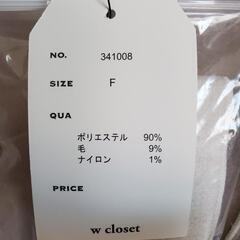 NO. 341008
SIZE F
QUA
ポリエステル 90%
毛 9%
ナイロン 1%
PRICE
w closet